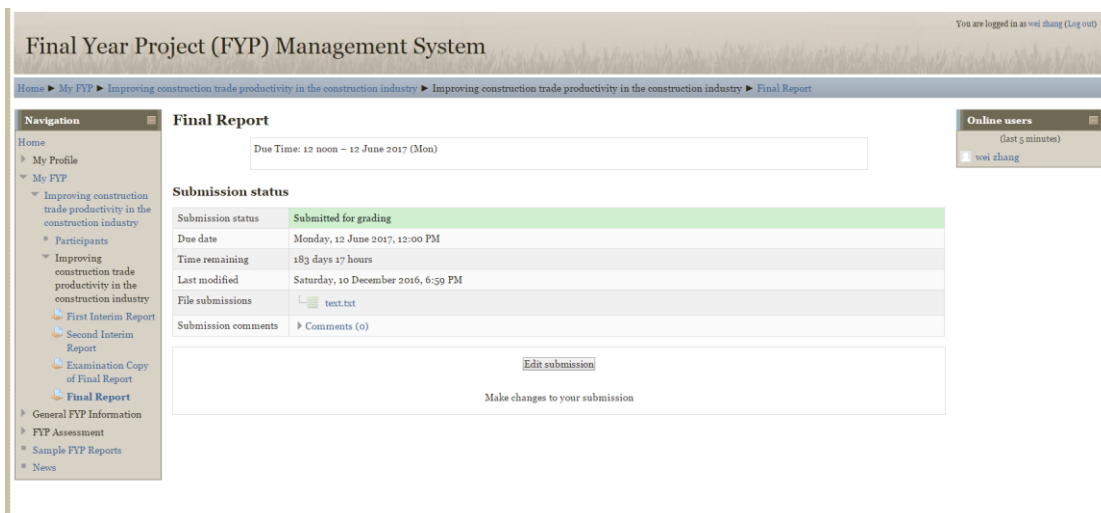 You are logged in as wei zhang (Log out)
Final Year Project (FYP) Management System
Home ► My FYP ► Improving construction trade productivity in the construction industry ► Improving construction trade productivity in the construction industry ► Final Report
Navigation
Home
My Profile
My FYP
Improving construction
trade productivity in the
construction industry
Participants
Improving
construction trade
productivity in the
construction industry
First Interim Report
Second Interim
Report
Examination Copy
of Final Report
Final Report
General FYP Information
FYP Assessment
Sample FYP Reports
News
Final Report
Due Time: 12 noon – 12 June 2017 (Mon)
Submission status
Submission status Submitted for grading
Due date Monday, 12 June 2017, 12:00 PM
Time remaining 183 days 17 hours
Last modified Saturday, 10 December 2016, 6:59 PM
File submissions text.txt
Submission comments Comments (0)
Edit submission
Make changes to your submission
Online users
(last 5 minutes)
wei zhang